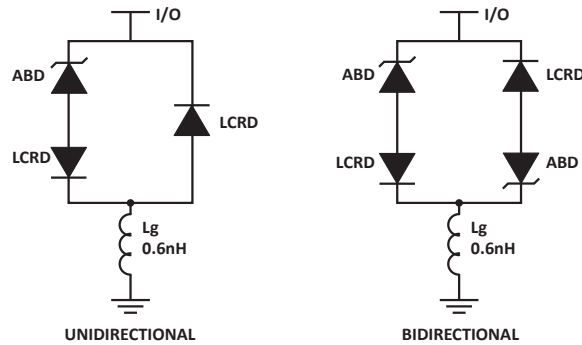 I/O
ABD
LCRD
LCRD
Lg
0.6nH
UNIDIRECTIONAL
I/O
ABD
LCRD
LCRD
ABD
Lg
0.6nH
BIDIRECTIONAL